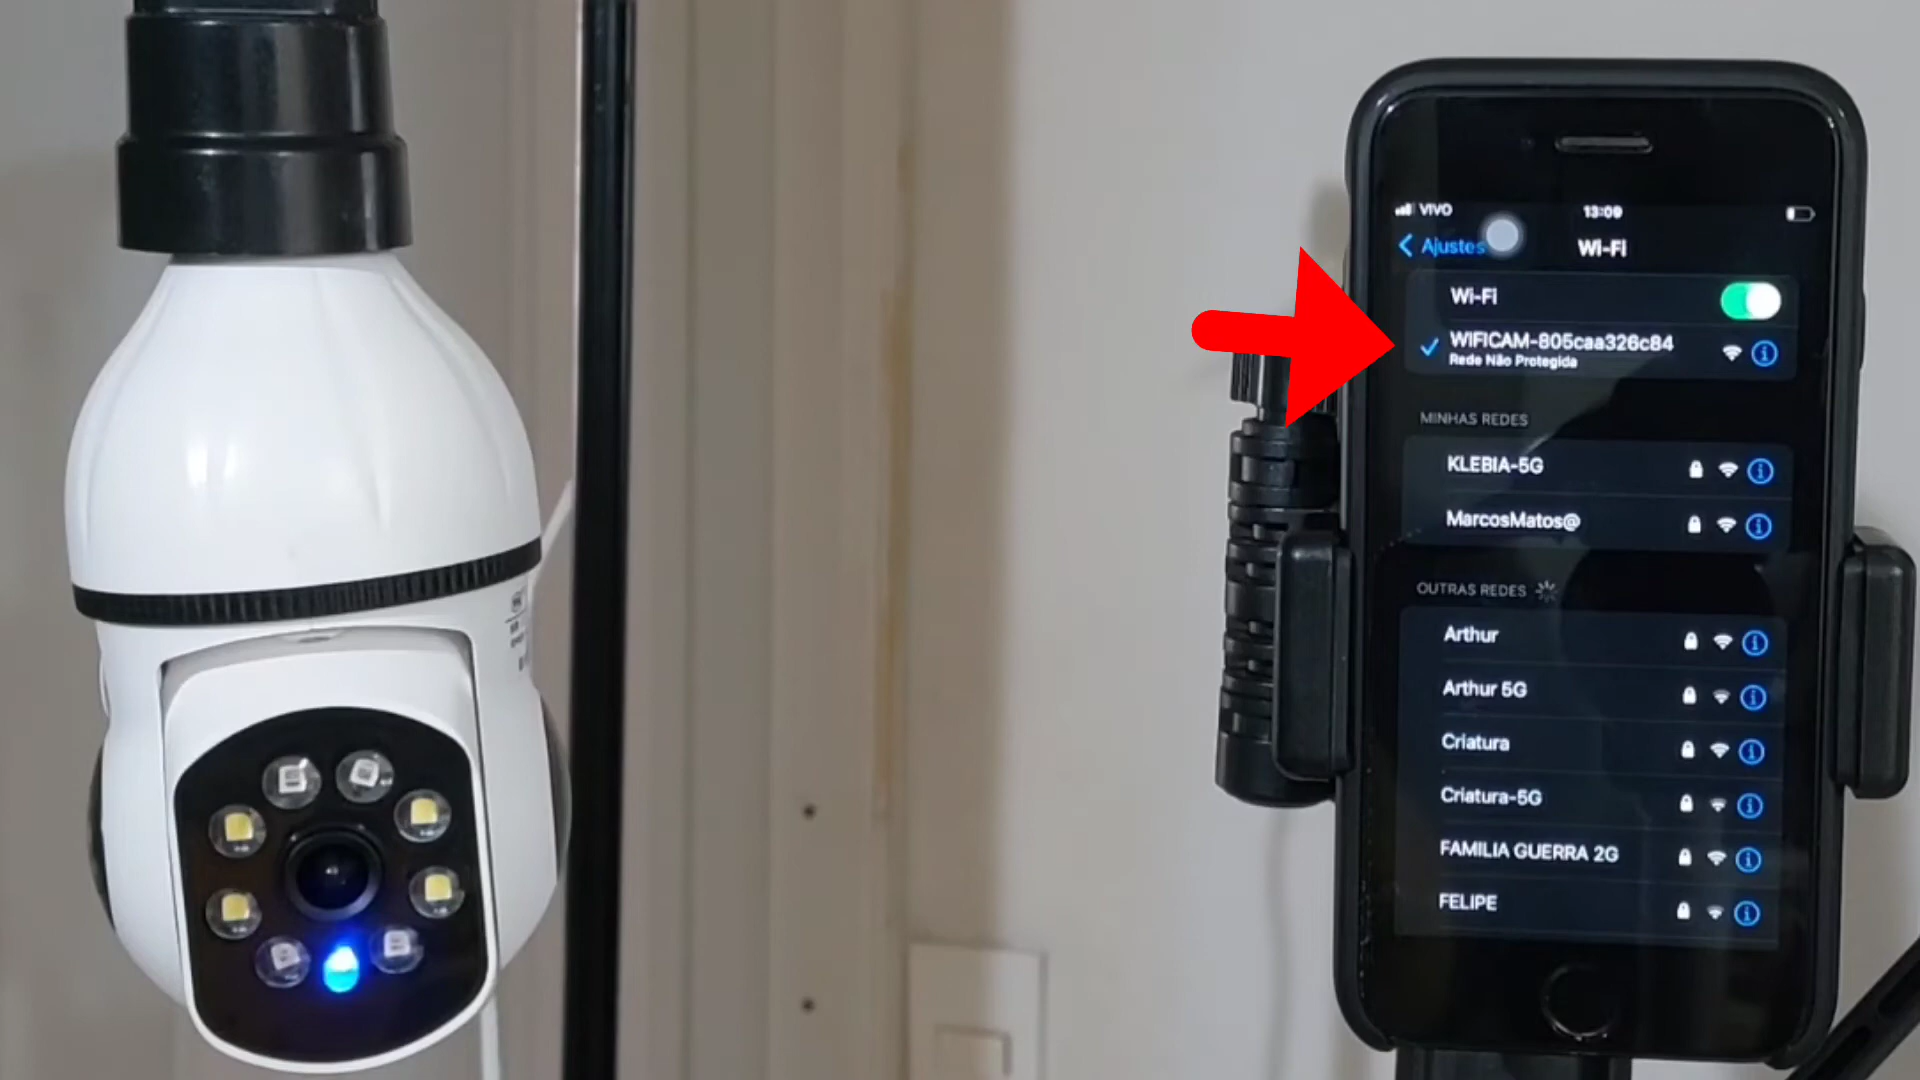 VIVO
13:09
Ajustes
Wi-Fi
Wi-Fi
WIFICAM-805caa326c84
Rede Não Protegida
MINHAS REDES
KLEBIA-5G
MarcosMatos@
OUTRAS REDES
Arthur
Arthur 5G
Criatura
Criatura-5G
FAMILIA GUERRA 2G
FELIPE